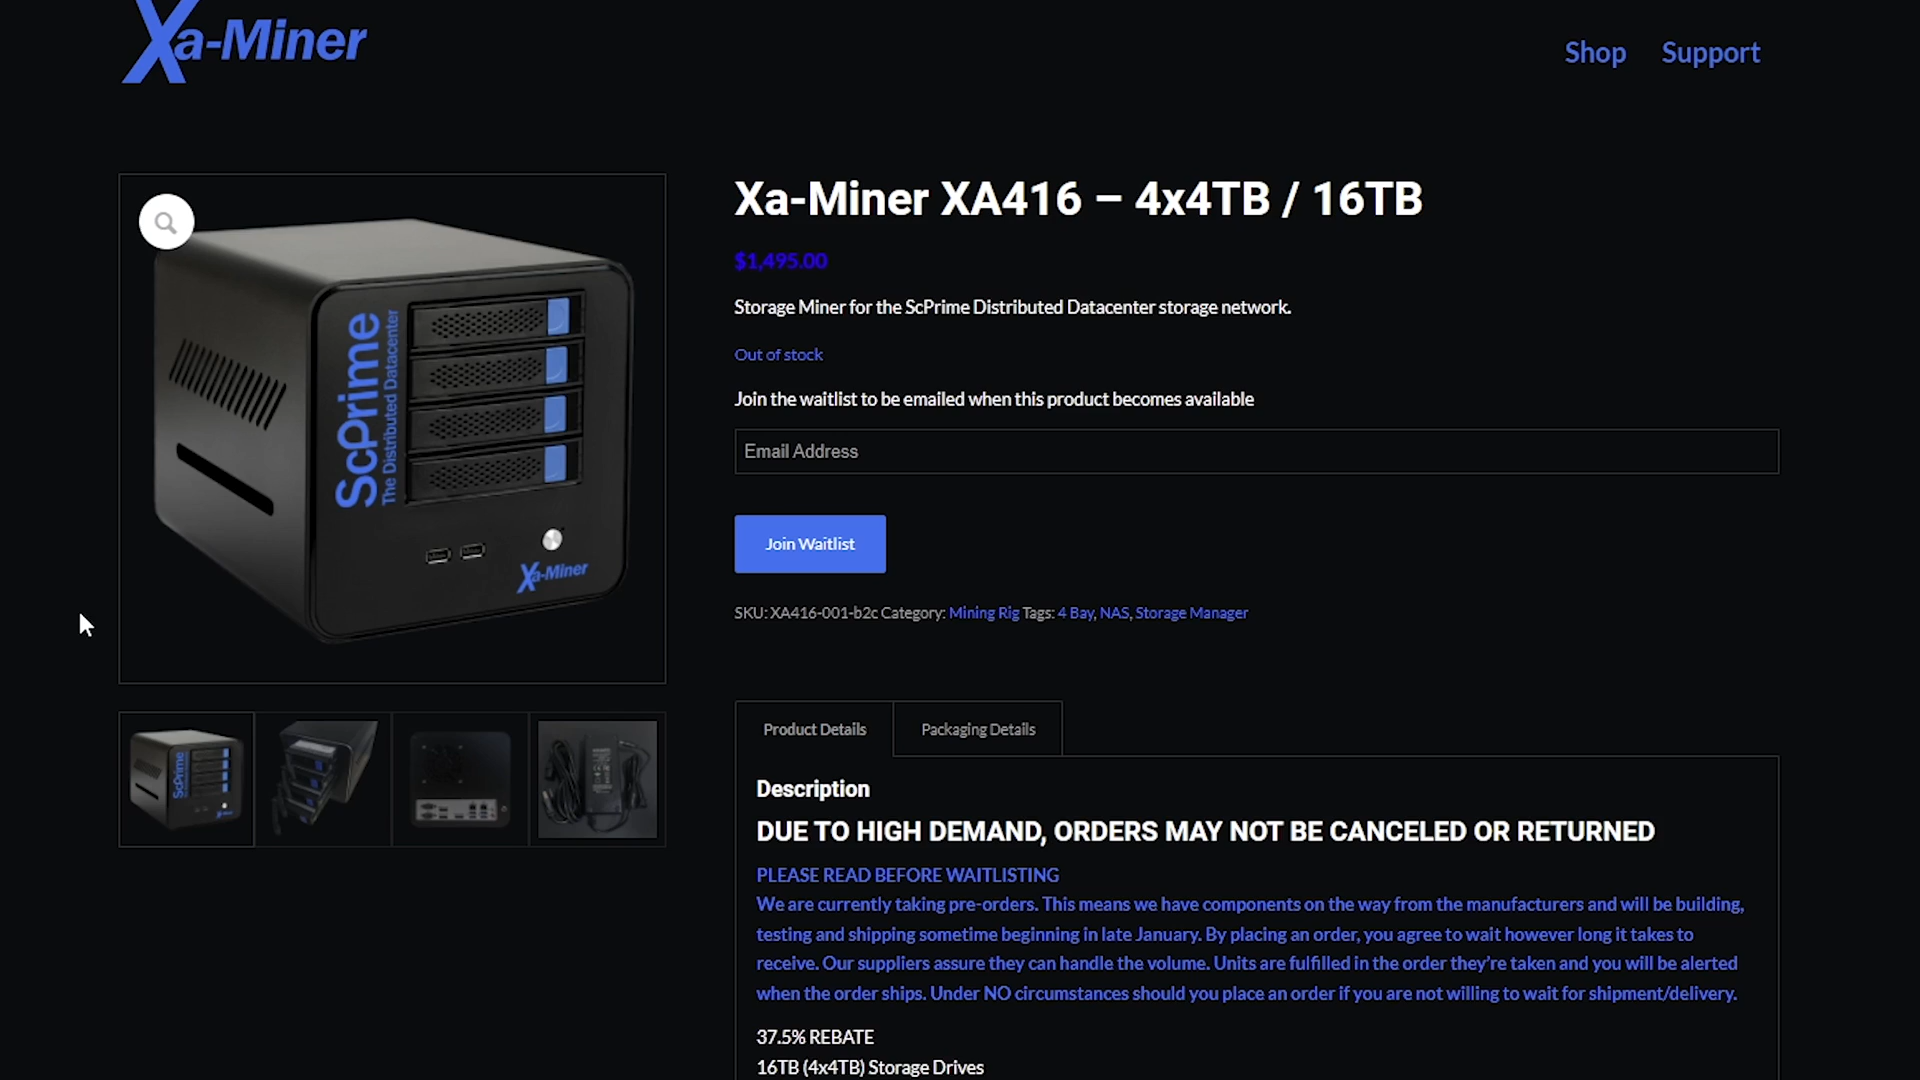 Xa-Miner
Shop Support
Xa-Miner XA416 – 4x4TB / 16TB
$1,495.00
Storage Miner for the ScPrime Distributed Datacenter storage network.
Out of stock
Join the waitlist to be emailed when this product becomes available
Email Address
Join Waitlist
SKU: XA416-001-b2c Category: Mining Rig Tags: 4 Bay, NAS, Storage Manager
ScPrime
The Distributed Datacenter
Xa-Miner
ScPrime
Product Details Packaging Details
Description
DUE TO HIGH DEMAND, ORDERS MAY NOT BE CANCELED OR RETURNED
PLEASE READ BEFORE WAITLISTING
We are currently taking pre-orders. This means we have components on the way from the manufacturers and will be building,
testing and shipping sometime beginning in late January. By placing an order, you agree to wait however long it takes to
receive. Our suppliers assure they can handle the volume. Units are fulfilled in the order they're taken and you will be alerted
when the order ships. Under NO circumstances should you place an order if you are not willing to wait for shipment/delivery.
37.5% REBATE
16TB (4x4TB) Storage Drives